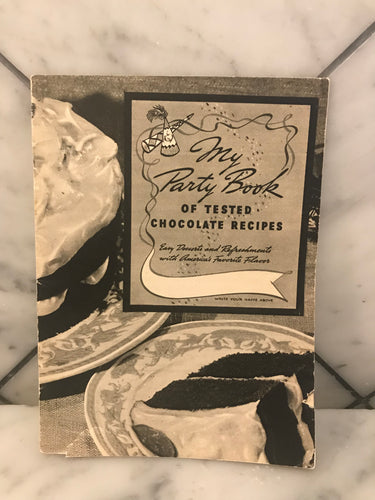 My
Party Book
OF TESTED
CHOCOLATE RECIPES
Easy Desserts and Refreshments
with America's Favorite Flavor
WRITE YOUR NAME ABOVE